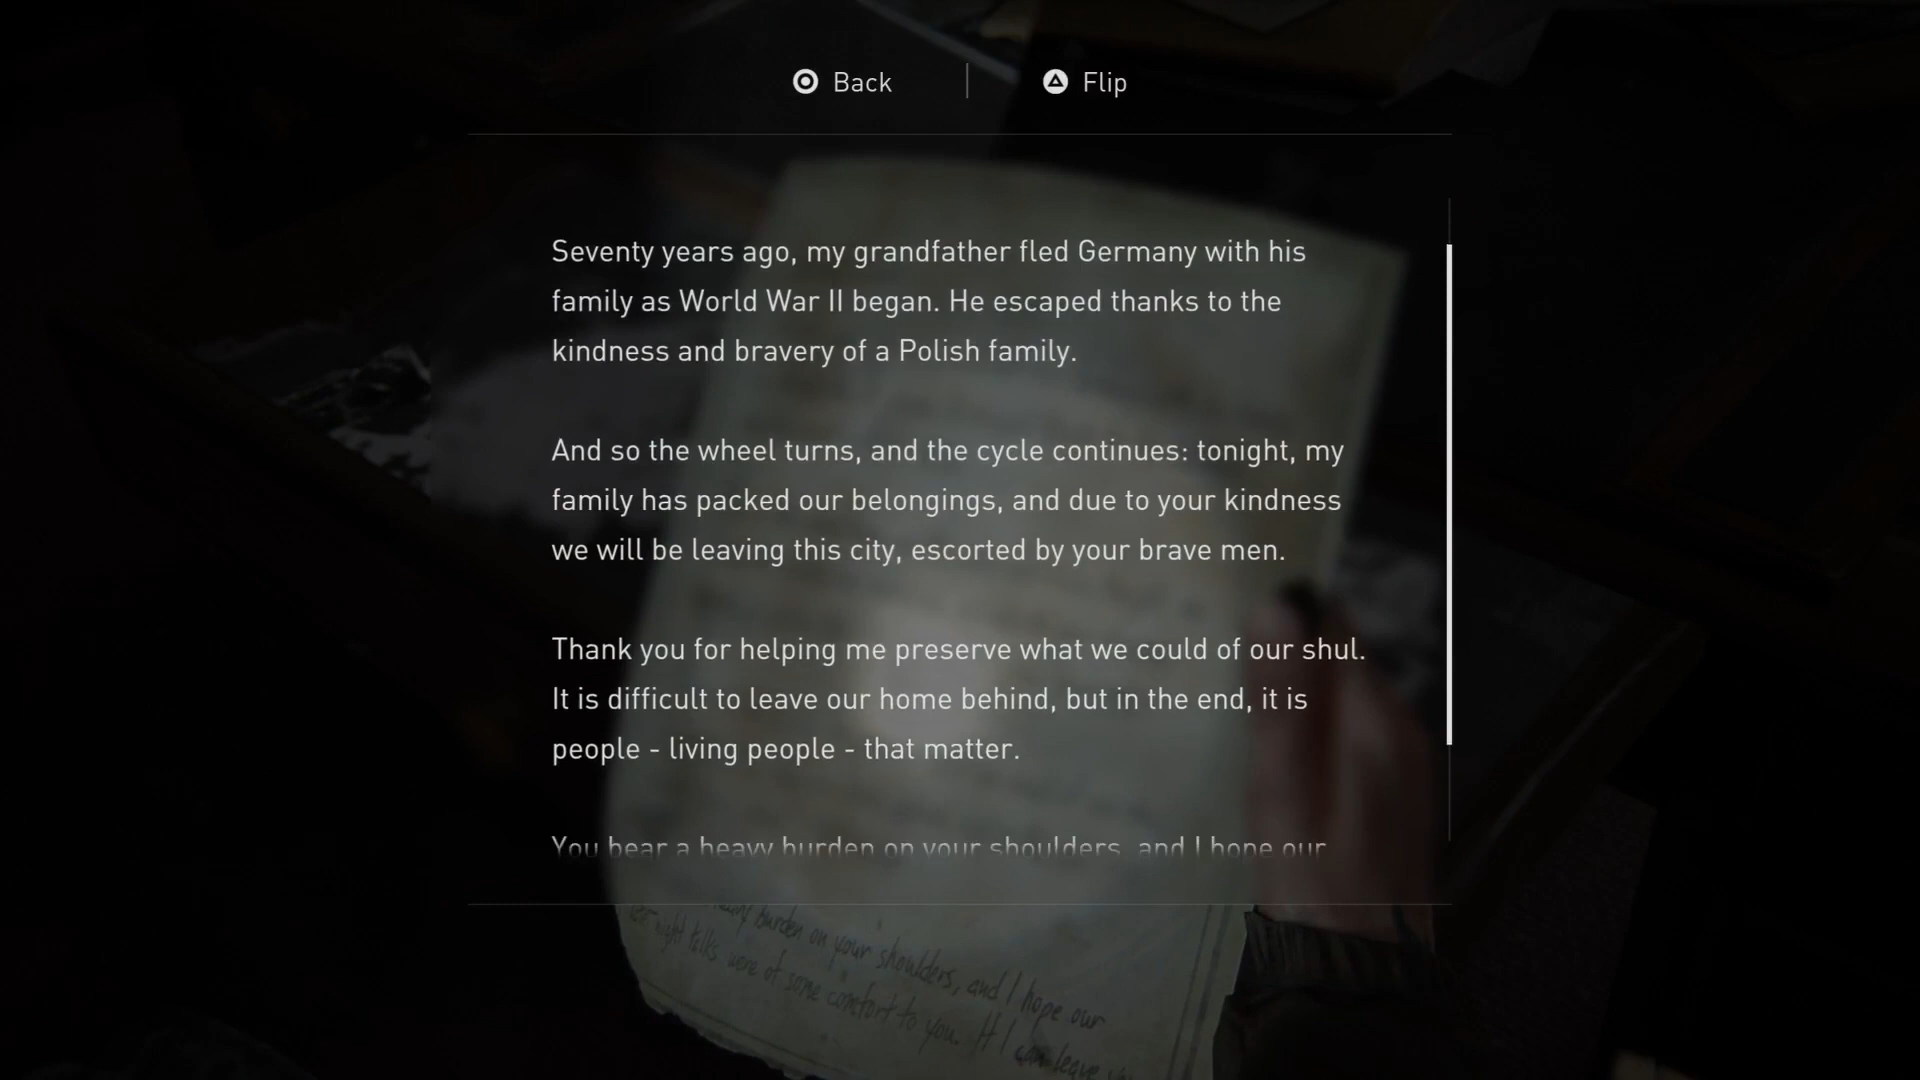 Back
Flip
Seventy years ago, my grandfather fled Germany with his
family as World War II began. He escaped thanks to the
kindness and bravery of a Polish family.
And so the wheel turns, and the cycle continues: tonight, my
family has packed our belongings, and due to your kindness
we will be leaving this city, escorted by your brave men.
Thank you for helping me preserve what we could of our shul.
It is difficult to leave our home behind, but in the end, it is
people - living people - that matter.
You bear a heavy burden on your shoulders, and I hope our
burden on your shoulders, and I hope our
night talks were of some comfort to you. If I can leave